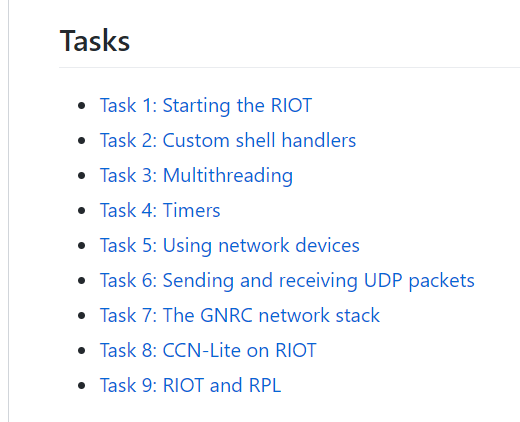 Tasks
Task 1: Starting the RIOT
Task 2: Custom shell handlers
Task 3: Multithreading
Task 4: Timers
Task 5: Using network devices
Task 6: Sending and receiving UDP packets
Task 7: The GNRC network stack
Task 8: CCN-Lite on RIOT
Task 9: RIOT and RPL